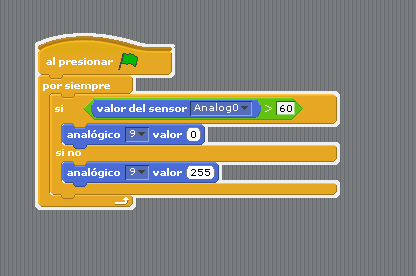 al presionar
por siempre
si valor del sensor Analog0 > 60
analógico 9 valor 0
si no
analógico 9 valor 255